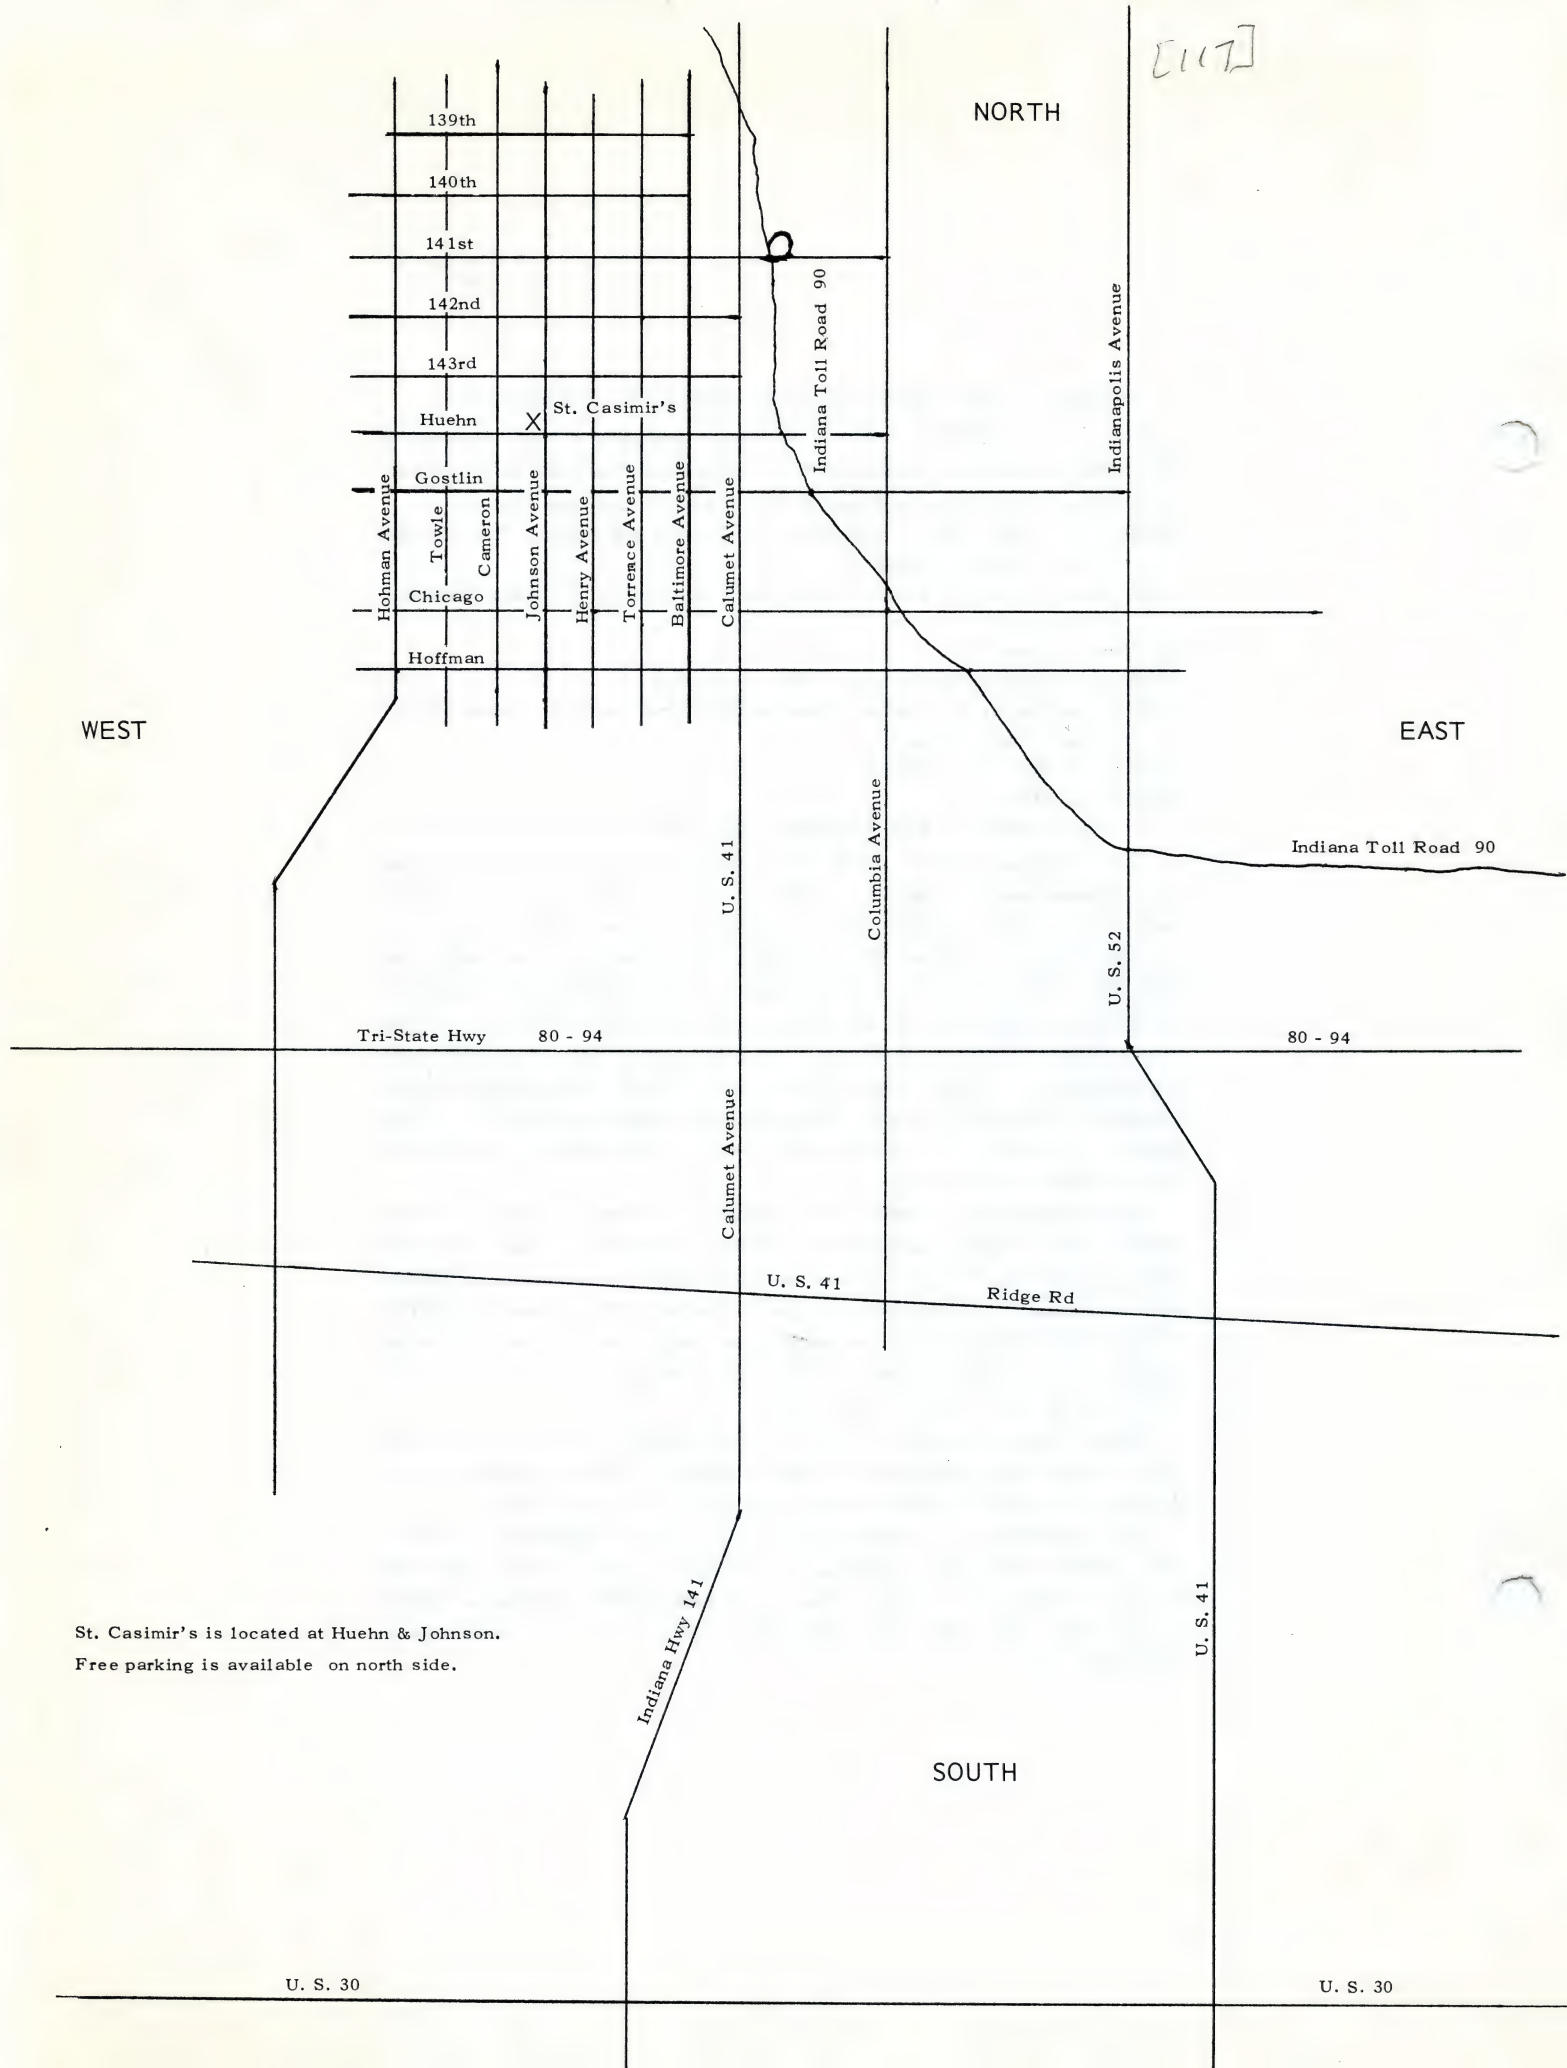 [117]
NORTH
139th
140th
141st
142nd
143rd
St. Casimir's
Huehn
X
Gostlin
Hohman Avenue
Towle
Cameron
Johnson Avenue
Henry Avenue
Torrence Avenue
Baltimore Avenue
Calumet Avenue
Indiana Toll Road 90
Indianapolis Avenue
Chicago
Hoffman
WEST
EAST
U. S. 41
Columbia Avenue
Indiana Toll Road 90
U. S. 52
Tri-State Hwy 80 - 94
80 - 94
Calumet Avenue
U. S. 41
Ridge Rd
Indiana Hwy 141
U. S. 41
St. Casimir's is located at Huehn & Johnson.
Free parking is available on north side.
SOUTH
U. S. 30
U. S. 30